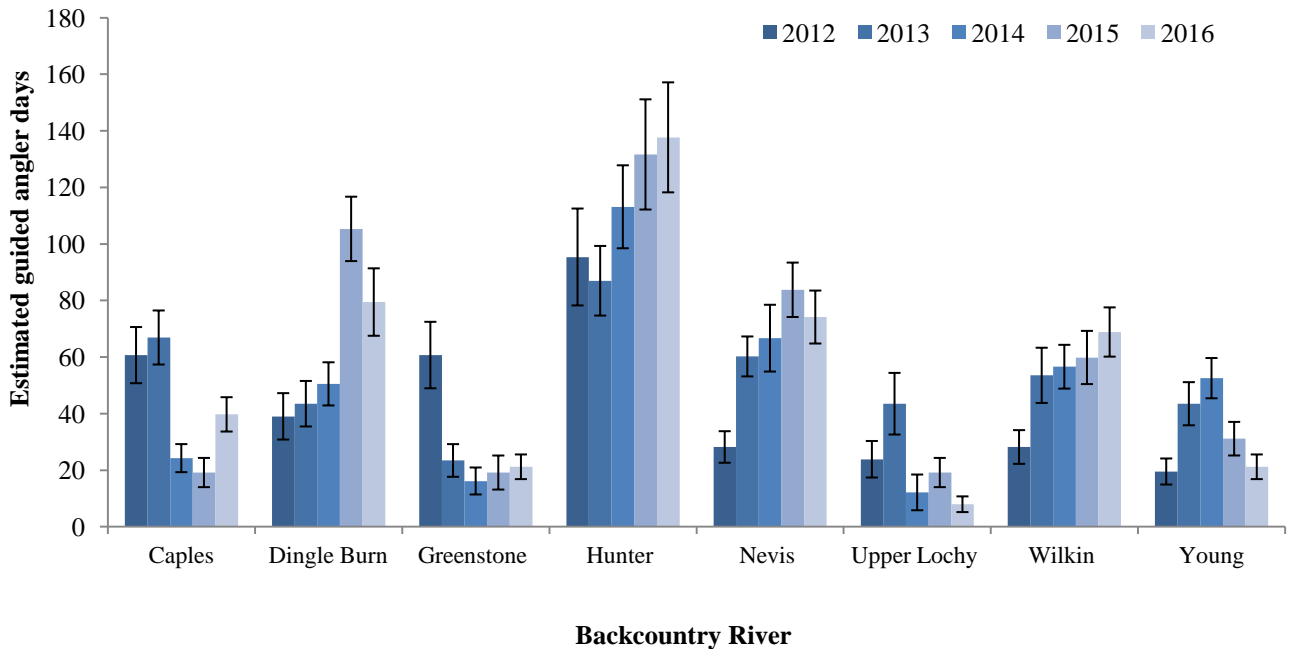 180
160
140
120
100
80
60
40
20
0
Estimated guided angler days
2012 2013 2014 2015 2016
Caples Dingle Burn Greenstone Hunter Nevis Upper Lochy Wilkin Young
Backcountry River